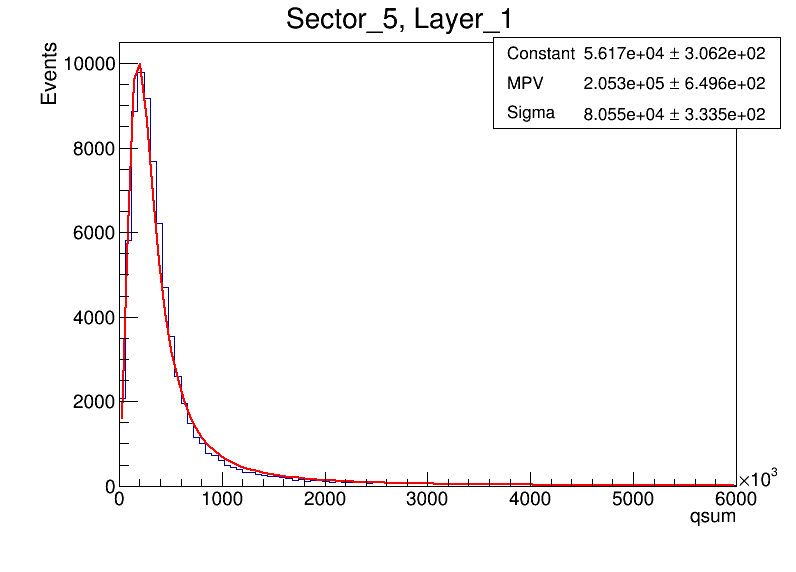 Sector_5, Layer_1
Constant 5.617e+04 ± 3.062e+02
MPV 2.053e+05 ± 6.496e+02
Sigma 8.055e+04 ± 3.335e+02
Events
10000
8000
6000
4000
2000
0
0 1000 2000 3000 4000 5000 6000
×10³
qsum